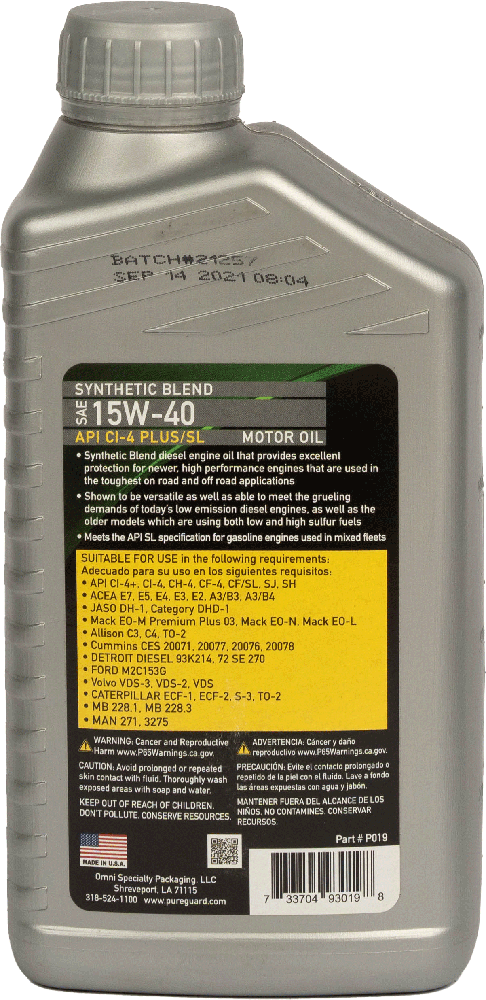 BATCH#21257
SEP 14 2021 08:04
SYNTHETIC BLEND
SAE 15W-40
API CI-4 PLUS/SL MOTOR OIL
• Synthetic Blend diesel engine oil that provides excellent
protection for newer, high performance engines that are used in
the toughest on road and off road applications
• Shown to be versatile as well as able to meet the grueling
demands of today's low emission diesel engines, as well as the
older models which are using both low and high sulfur fuels
• Meets the API SL specification for gasoline engines used in mixed fleets
SUITABLE FOR USE in the following requirements:
Adecuado para su uso en los siguientes requisitos:
• API CI-4+, CI-4, CH-4, CF-4, CF/SL, SJ, SH
• ACEA E7, E5, E4, E3, E2, A3/B3, A3/B4
• JASO DH-1, Category DHD-1
• Mack EO-M Premium Plus 03, Mack EO-N, Mack EO-L
• Allison C3, C4, TO-2
• Cummins CES 20071, 20077, 20076, 20078
• DETROIT DIESEL 93K214, 72 SE 270
• FORD M2C153G
• Volvo VDS-3, VDS-2, VDS
• CATERPILLAR ECF-1, ECF-2, S-3, TO-2
• MB 228.1, MB 228.3
• MAN 271, 3275
WARNING: Cancer and Reproductive
Harm www.P65Warnings.ca.gov.
CAUTION: Avoid prolonged or repeated
skin contact with fluid. Thoroughly wash
exposed areas with soap and water.
KEEP OUT OF REACH OF CHILDREN.
DON'T POLLUTE. CONSERVE RESOURCES.
ADVERTENCIA: Cáncer y daño
reproductivo www.P65Warnings.ca.gov.
PRECAUCIÓN: Evite el contacto prolongado o
repetido de la piel con el fluido. Lave a fondo
las áreas expuestas con agua y jabón.
MANTENER FUERA DEL ALCANCE DE LOS
NIÑOS. NO CONTAMINES. CONSERVAR
RECURSOS.
Part # P019
MADE IN U.S.A.
Omni Specialty Packaging, LLC
Shreveport, LA 71115
318-524-1100 www.pureguard.com
7 33704 93019 8